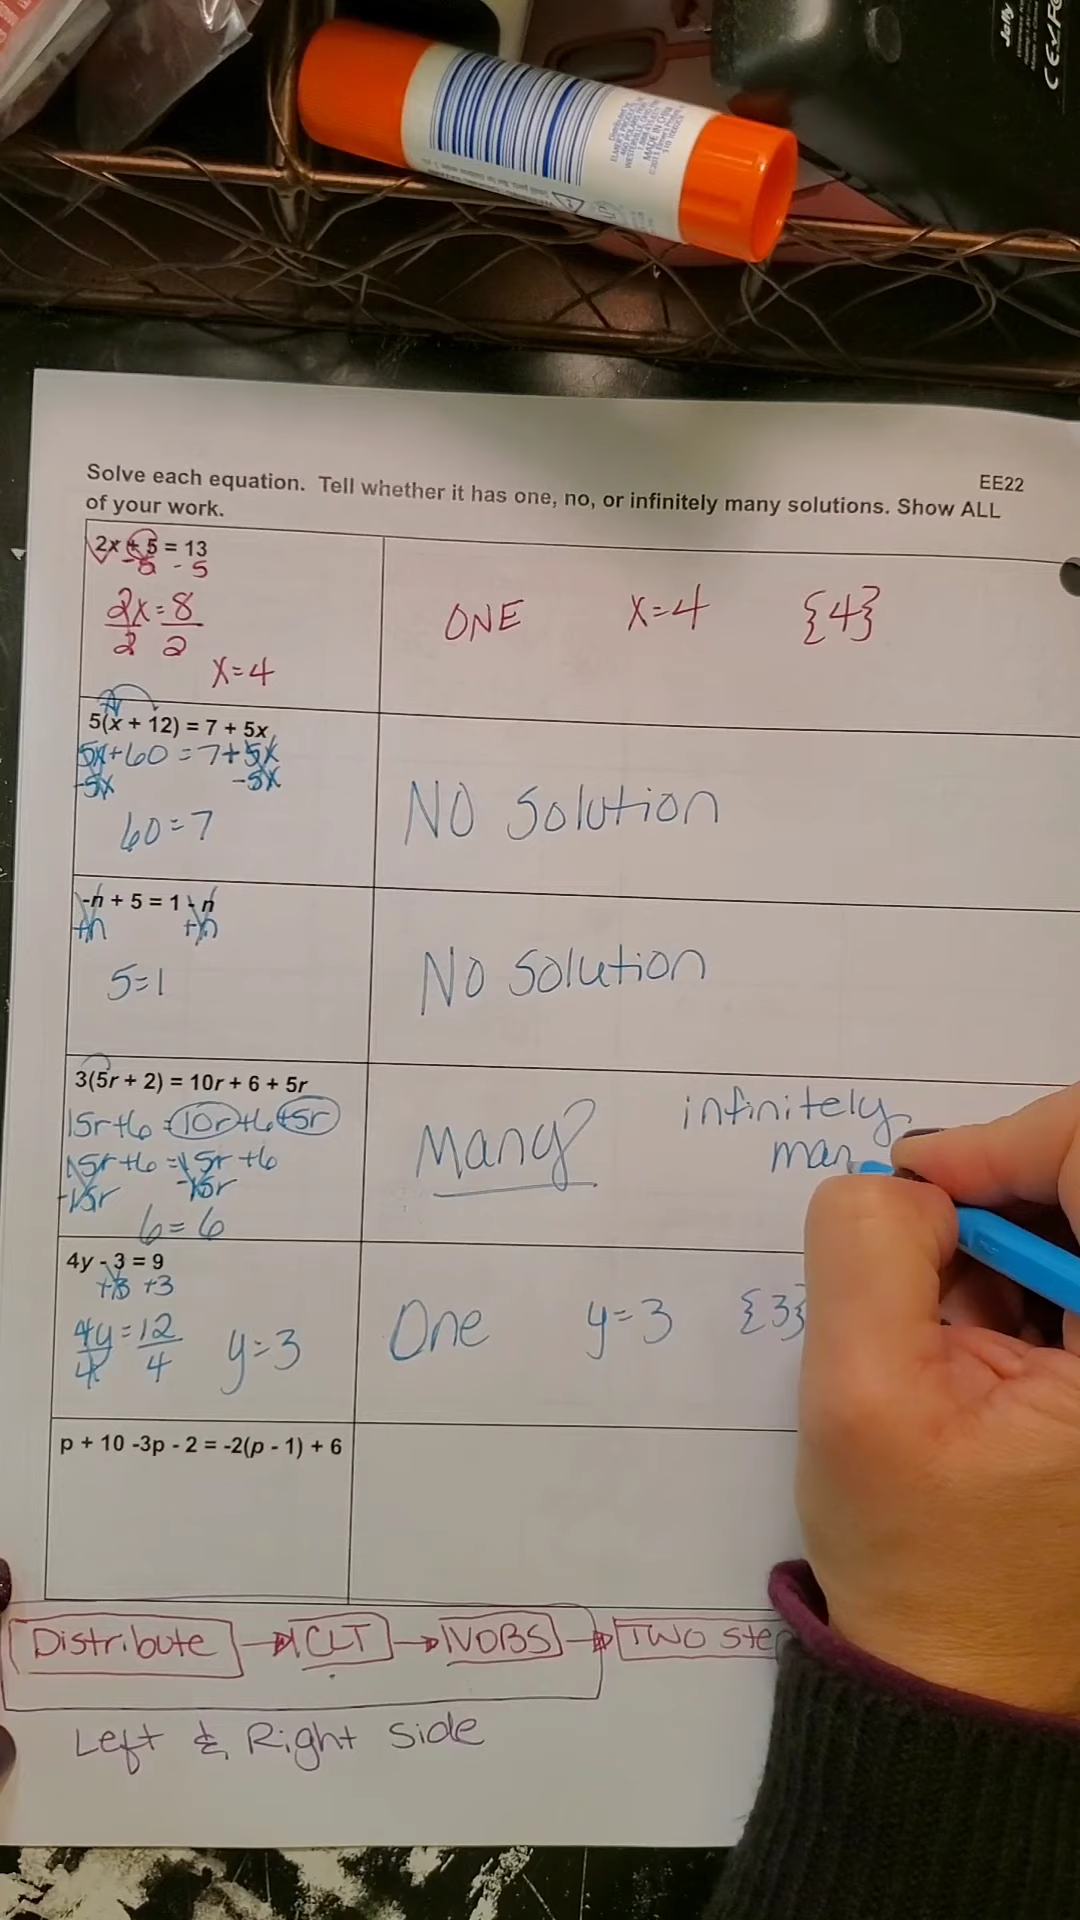 Jolly
MADE IN CHINA
EE22
Solve each equation. Tell whether it has one, no, or infinitely many solutions. Show ALL
of your work.
2x + 5 = 13
-5 -5
2x = 8
2 2
x=4
ONE x=4 {4}
5(x + 12) = 7 + 5x
5x+60 = 7+5x
-5x -5x
60=7
NO Solution
-n + 5 = 1 - n
+n +n
5=1
No Solution
3(5r + 2) = 10r + 6 + 5r
15r+6 = 10r+6+5r
15r+6 = 15r+6
-15r -15r
6=6
Many
infinitely
man
4y - 3 = 9
+3 +3
4y = 12
4 4
y=3
One y=3 {3}
p + 10 -3p - 2 = -2(p - 1) + 6
Distribute → CLT → VOBS → TWO Ste
Left & Right Side